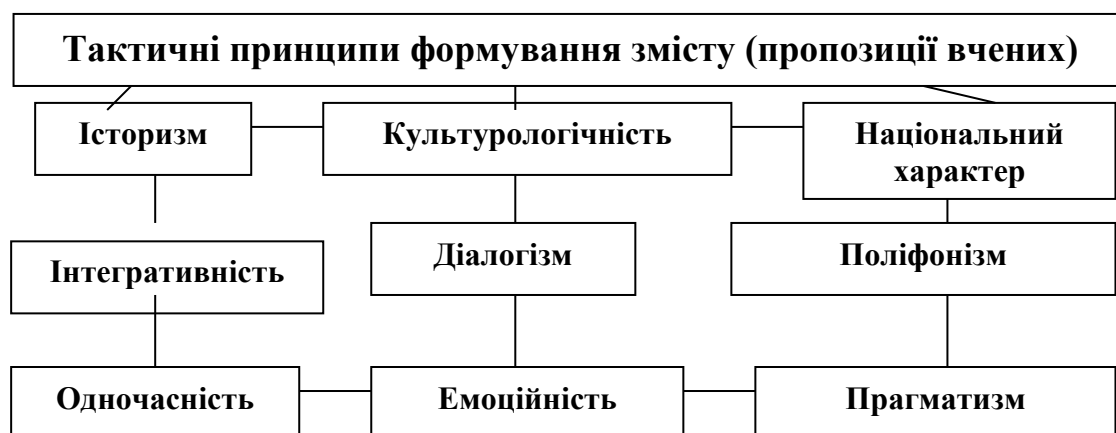 Тактичні принципи формування змісту (пропозиції вчених)
Історизм
Культурологічність
Національний
характер
Інтегративність
Діалогізм
Поліфонізм
Одночасність
Емоційність
Прагматизм